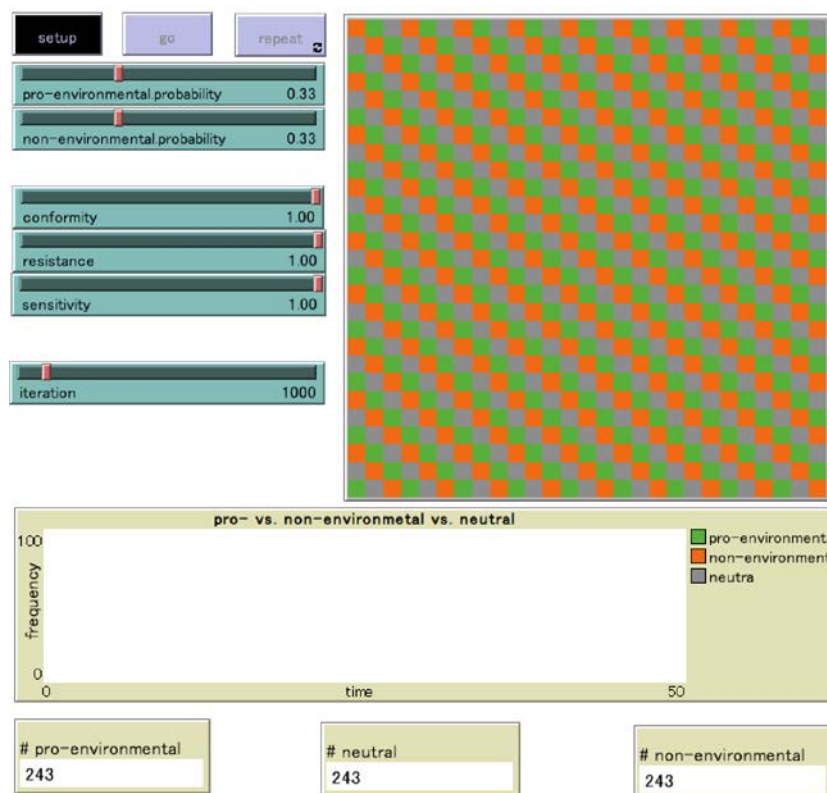 setup
go
repeat
pro-environmental.probability 0.33
non-environmental.probability 0.33
conformity 1.00
resistance 1.00
sensitivity 1.00
iteration 1000
pro- vs. non-environmetal vs. neutral
100
frequency
0
0
time
50
pro-environment
non-environment
neutra
# pro-environmental
243
# neutral
243
# non-environmental
243